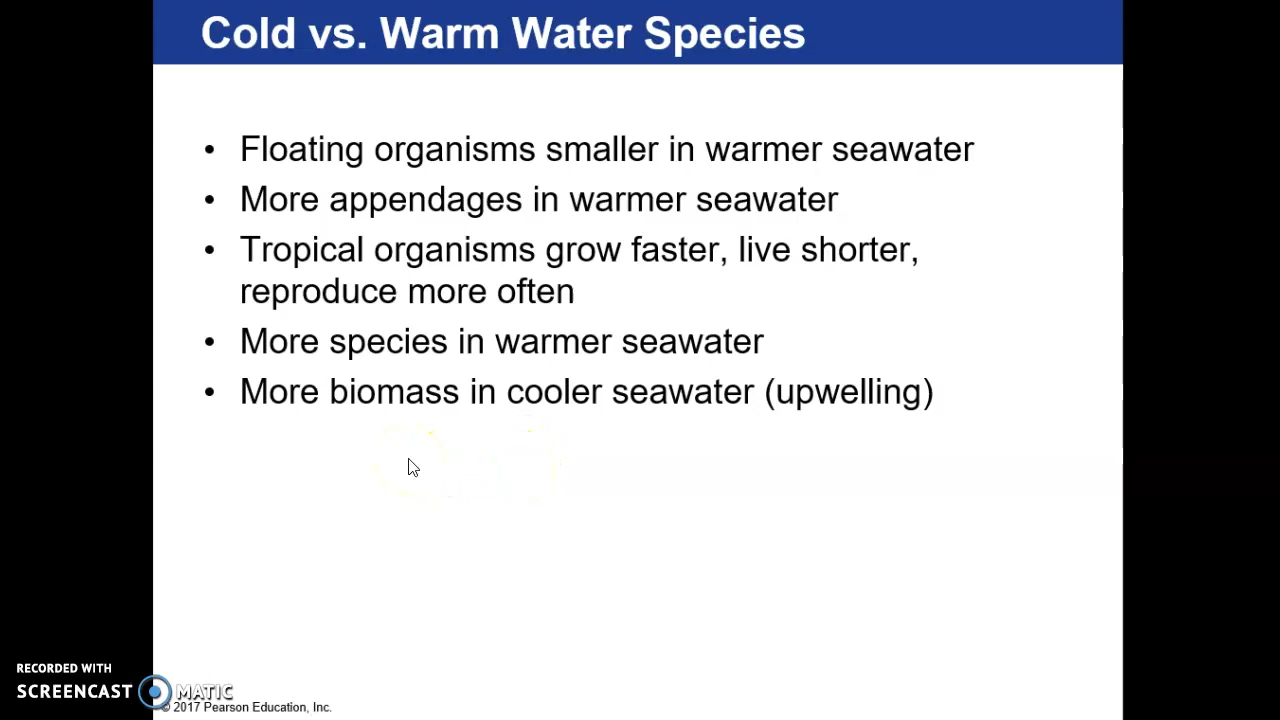 Cold vs. Warm Water Species
• Floating organisms smaller in warmer seawater
• More appendages in warmer seawater
• Tropical organisms grow faster, live shorter,
reproduce more often
• More species in warmer seawater
• More biomass in cooler seawater (upwelling)
RECORDED WITH
SCREENCAST MATIC
© 2017 Pearson Education, Inc.